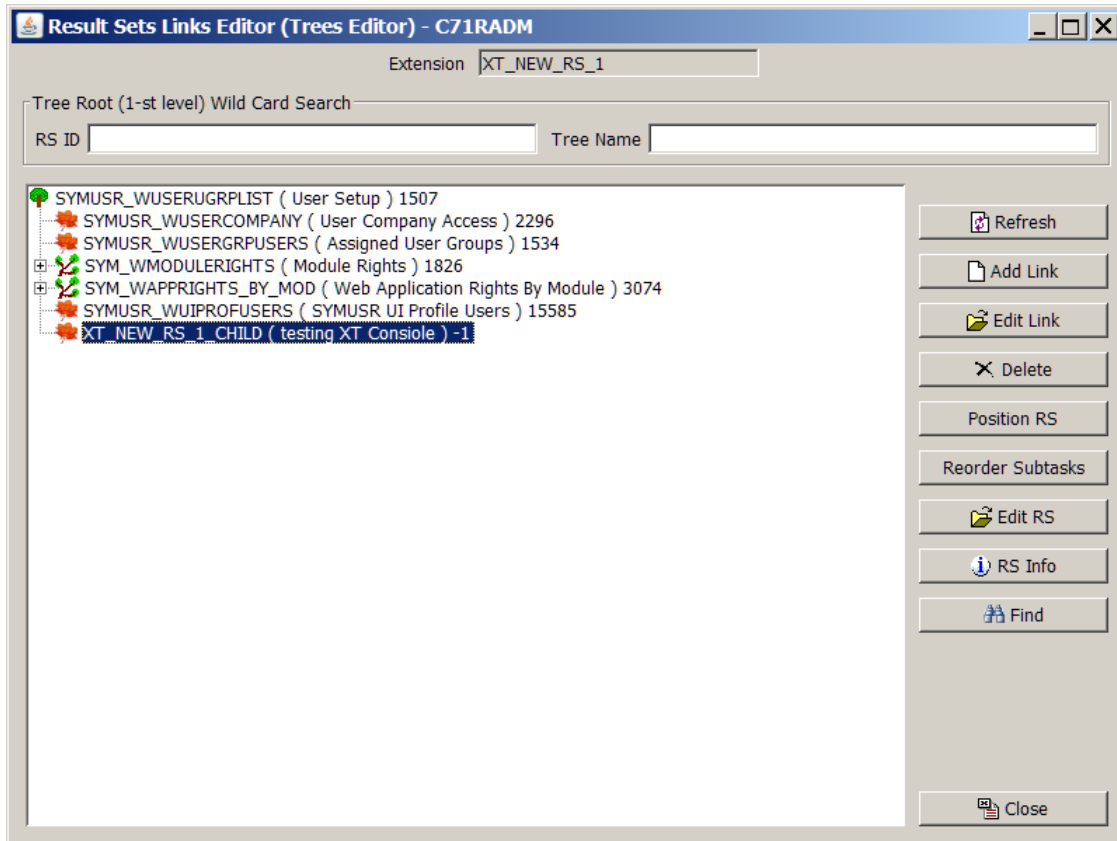 Result Sets Links Editor (Trees Editor) - C71RADM
Extension XT_NEW_RS_1
Tree Root (1-st level) Wild Card Search
RS ID Tree Name
SYMUSR_WUSERUGRPLIST ( User Setup ) 1507
SYMUSR_WUSERCOMPANY ( User Company Access ) 2296
SYMUSR_WUSERGRPUSERS ( Assigned User Groups ) 1534
SYM_WMODULERIGHTS ( Module Rights ) 1826
SYM_WAPPRIGHTS_BY_MOD ( Web Application Rights By Module ) 3074
SYMUSR_WUIPROFUSERS ( SYMUSR UI Profile Users ) 15585
XT_NEW_RS_1_CHILD ( testing XT Consiole ) -1
Refresh
Add Link
Edit Link
Delete
Position RS
Reorder Subtasks
Edit RS
RS Info
Find
Close